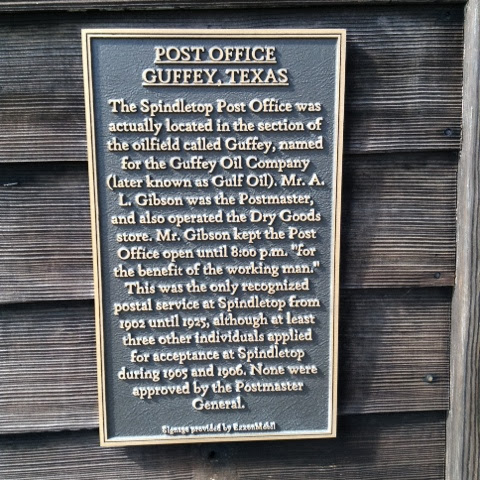 POST OFFICE
GUFFEY, TEXAS
The Spindletop Post Office was
actually located in the section of
the oilfield called Guffey, named
for the Guffey Oil Company
(later known as Gulf Oil). Mr. A.
L. Gibson was the Postmaster,
and also operated the Dry Goods
store. Mr. Gibson kept the Post
Office open until 8:00 p.m. "for
the benefit of the working man."
This was the only recognized
postal service at Spindletop from
1902 until 1925, although at least
three other individuals applied
for acceptance at Spindletop
during 1905 and 1906. None were
approved by the Postmaster
General.
Signage provided by ExxonMobil